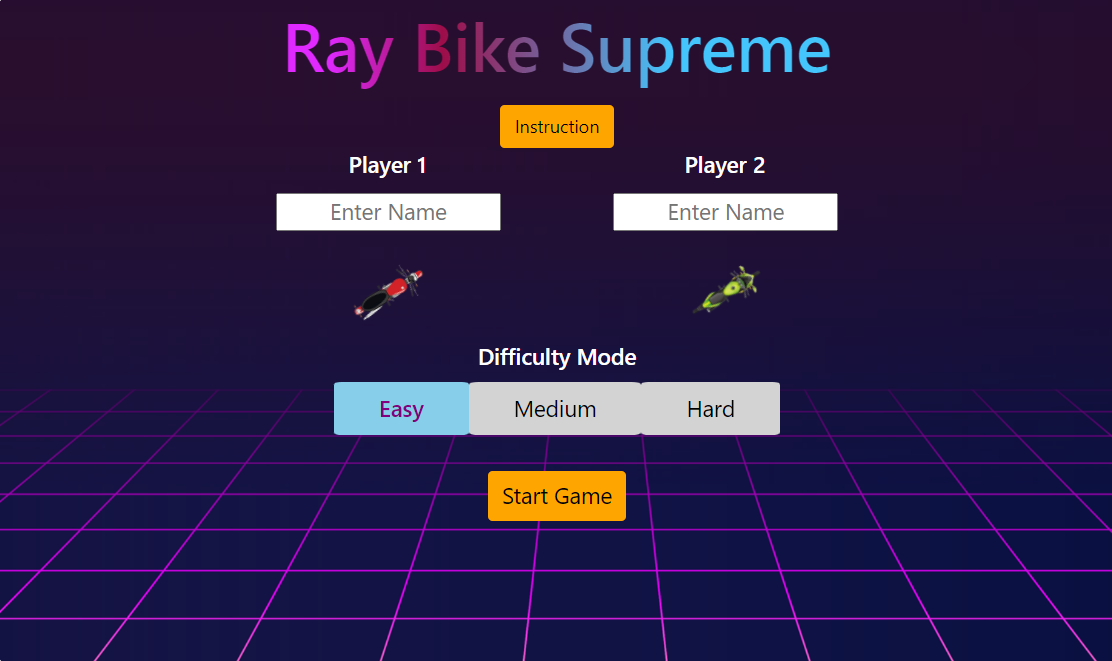 Ray Bike Supreme
Instruction
Player 1 Player 2
Enter Name Enter Name
Difficulty Mode
Easy Medium Hard
Start Game